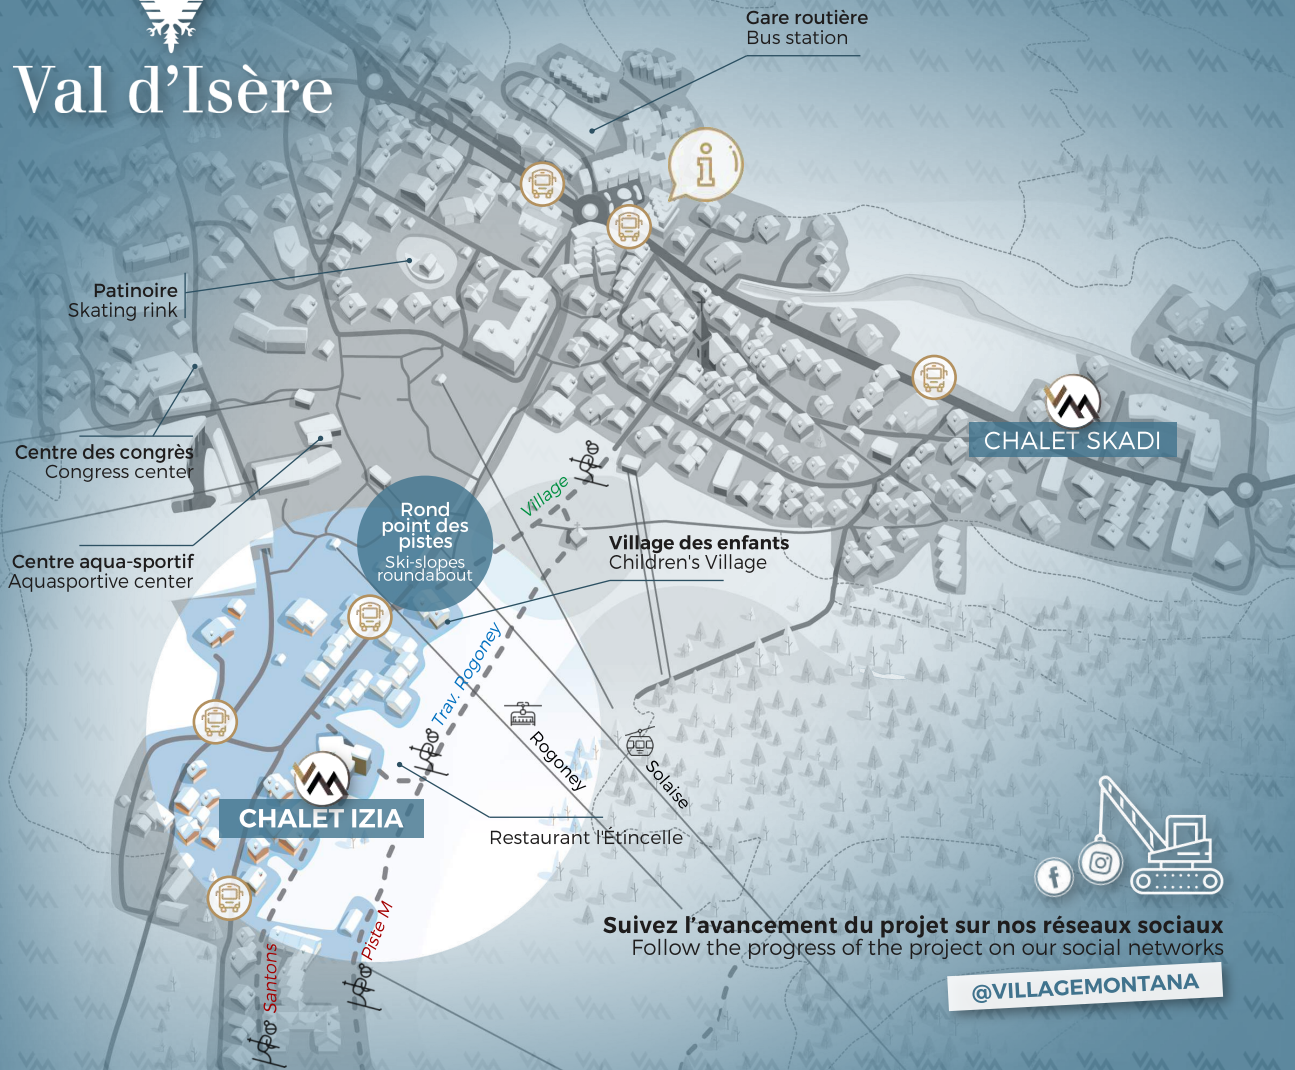 Val d'Isère
Gare routière
Bus station
Patinoire
Skating rink
Centre des congrès
Congress center
Centre aqua-sportif
Aquasportive center
CHALET SKADI
Rond
point des
pistes
Ski-slopes
roundabout
Village
Village des enfants
Children's Village
Trav. Rogoney
Rogoney
Solaise
CHALET IZIA
Restaurant l'Étincelle
Piste M
Santons
Suivez l'avancement du projet sur nos réseaux sociaux
Follow the progress of the project on our social networks
@VILLAGEMONTANA